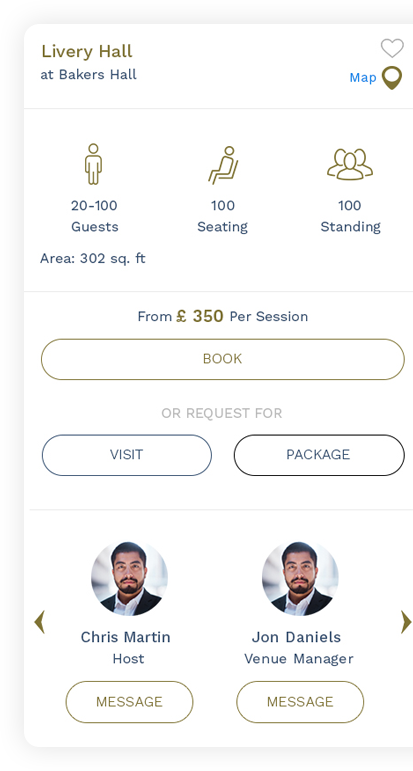 Livery Hall
at Bakers Hall
Map
20-100 100 100
Guests Seating Standing
Area: 302 sq. ft
From £ 350 Per Session
BOOK
OR REQUEST FOR
VISIT PACKAGE
Chris Martin Jon Daniels
Host Venue Manager
MESSAGE MESSAGE